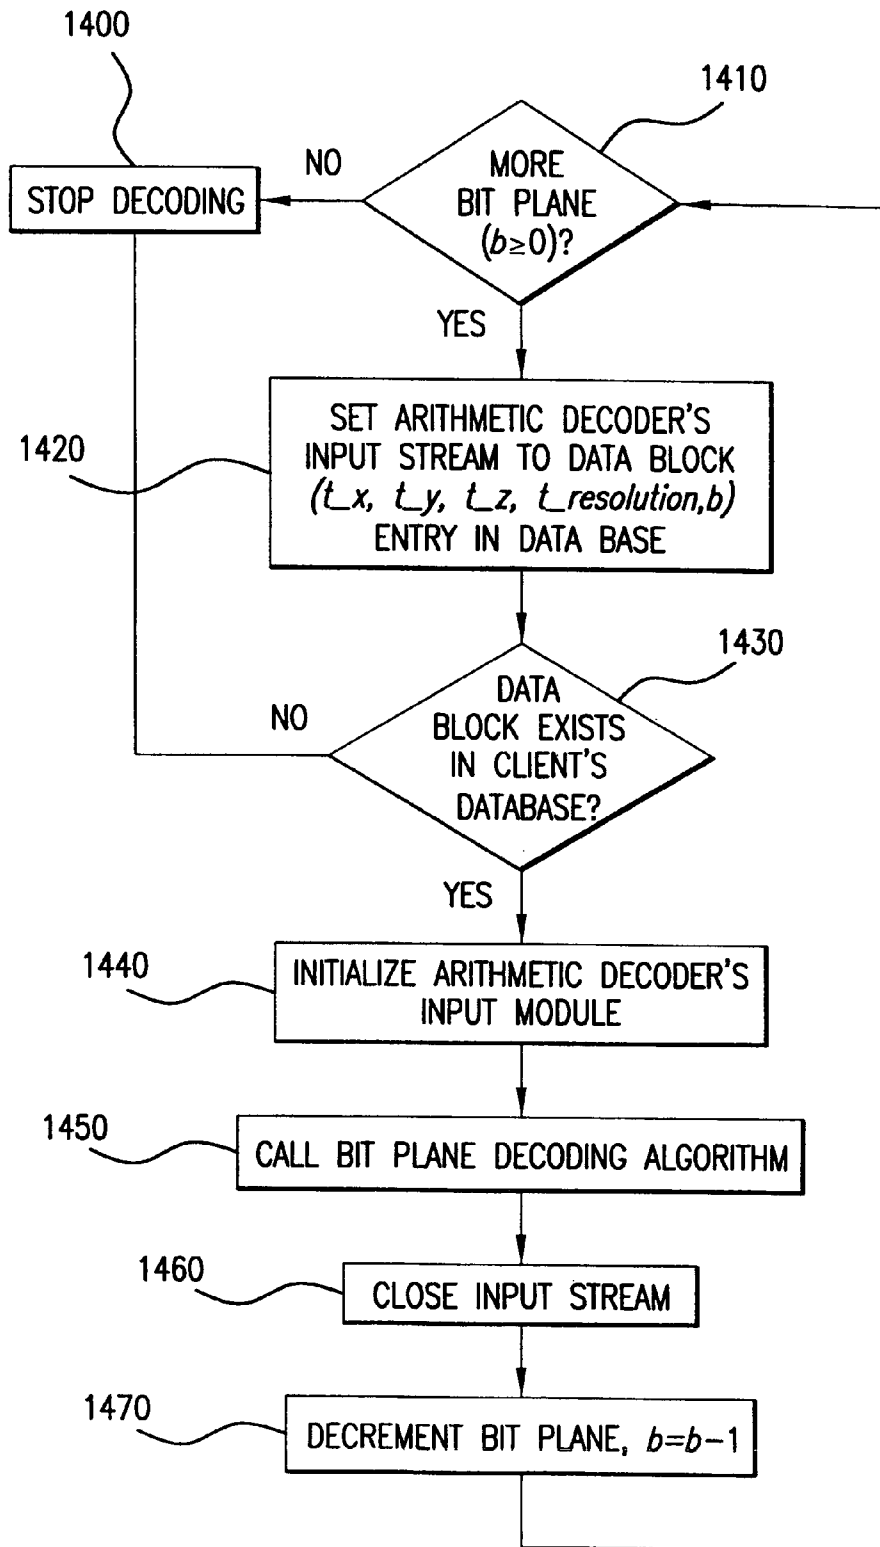 1400
1410
NO
MORE
BIT PLANE
(b≥0)?
STOP DECODING
YES
1420
SET ARITHMETIC DECODER'S
INPUT STREAM TO DATA BLOCK
(t_x, t_y, t_z, t_resolution,b)
ENTRY IN DATA BASE
1430
NO
DATA
BLOCK EXISTS
IN CLIENT'S
DATABASE?
YES
1440
INITIALIZE ARITHMETIC DECODER'S
INPUT MODULE
1450
CALL BIT PLANE DECODING ALGORITHM
1460
CLOSE INPUT STREAM
1470
DECREMENT BIT PLANE, b=b-1